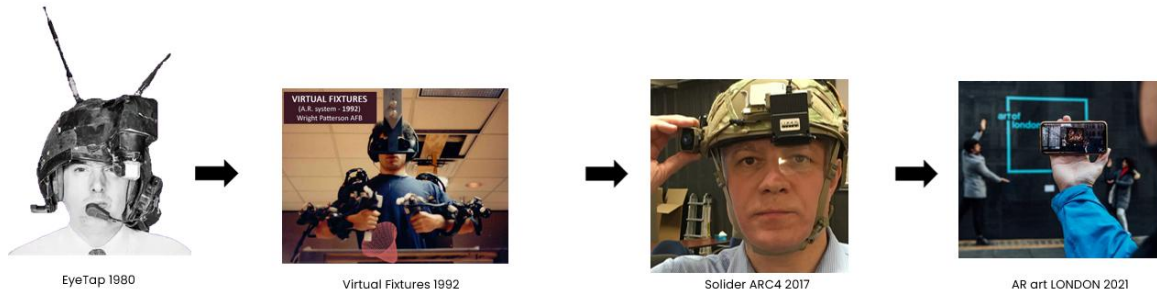 VIRTUAL FIXTURES
(A.R. system - 1992)
Wright Patterson AFB
art of
london
EyeTap 1980
Virtual Fixtures 1992
Solider ARC4 2017
AR art LONDON 2021